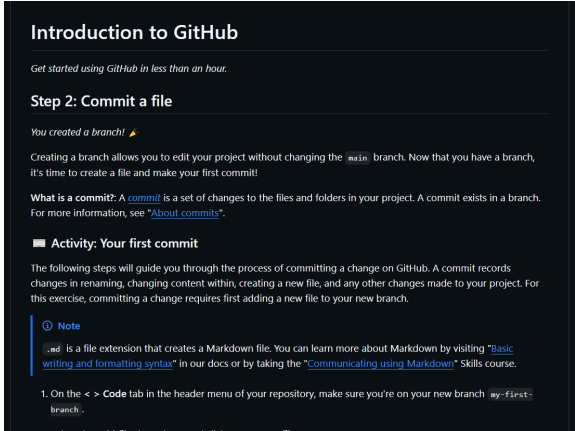 Introduction to GitHub
Get started using GitHub in less than an hour.
Step 2: Commit a file
You created a branch! 🎉
Creating a branch allows you to edit your project without changing the main branch. Now that you have a branch,
it's time to create a file and make your first commit!
What is a commit?: A commit is a set of changes to the files and folders in your project. A commit exists in a branch.
For more information, see "About commits".
⌨️ Activity: Your first commit
The following steps will guide you through the process of committing a change on GitHub. A commit records
changes in renaming, changing content within, creating a new file, and any other changes made to your project. For
this exercise, committing a change requires first adding a new file to your new branch.
Note
.md is a file extension that creates a Markdown file. You can learn more about Markdown by visiting "Basic
writing and formatting syntax" in our docs or by taking the "Communicating using Markdown" Skills course.
1. On the < > Code tab in the header menu of your repository, make sure you're on your new branch my-first-
branch .